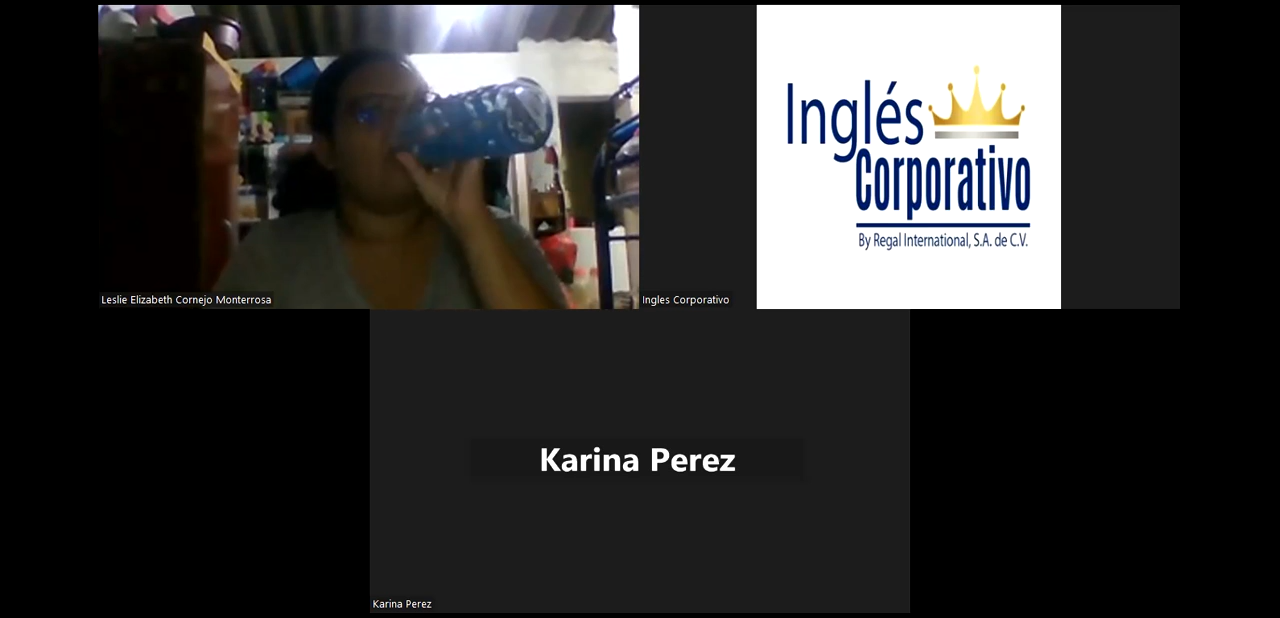 Inglés
Corporativo
By Regal International, S.A. de C.V.
Leslie Elizabeth Cornejo Monterrosa
Ingles Corporativo
Karina Perez
Karina Perez